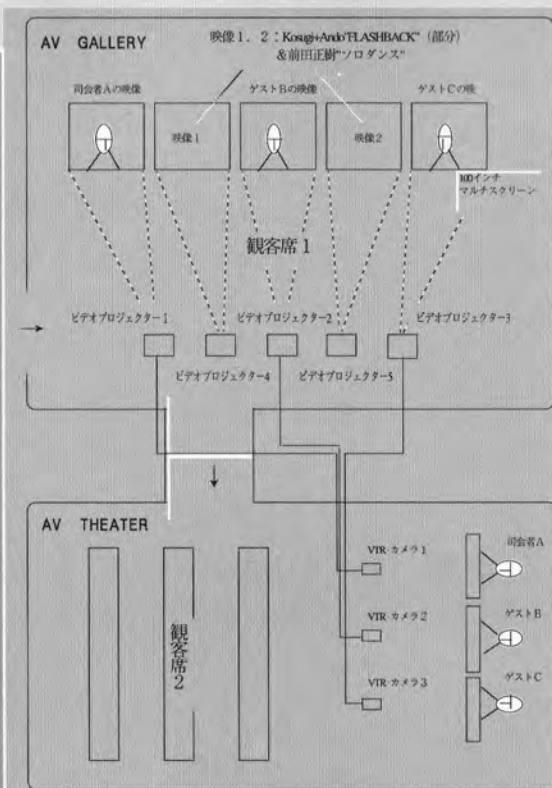 AV GALLERY
映像1. 2：Kosugi+Ando"FLASHBACK"（部分）
＆前田正樹"ソロダンス"
司会者Aの映像
ゲストBの映像
ゲストCの映
映像1
映像2
100インチ
マルチスクリーン
観客席1
ビデオプロジェクター1
ビデオプロジェクター2
ビデオプロジェクター3
ビデオプロジェクター4
ビデオプロジェクター5
AV THEATER
観客席2
VTR·カメラ1
司会者A
VTR·カメラ2
ゲストB
VTR·カメラ3
ゲストC